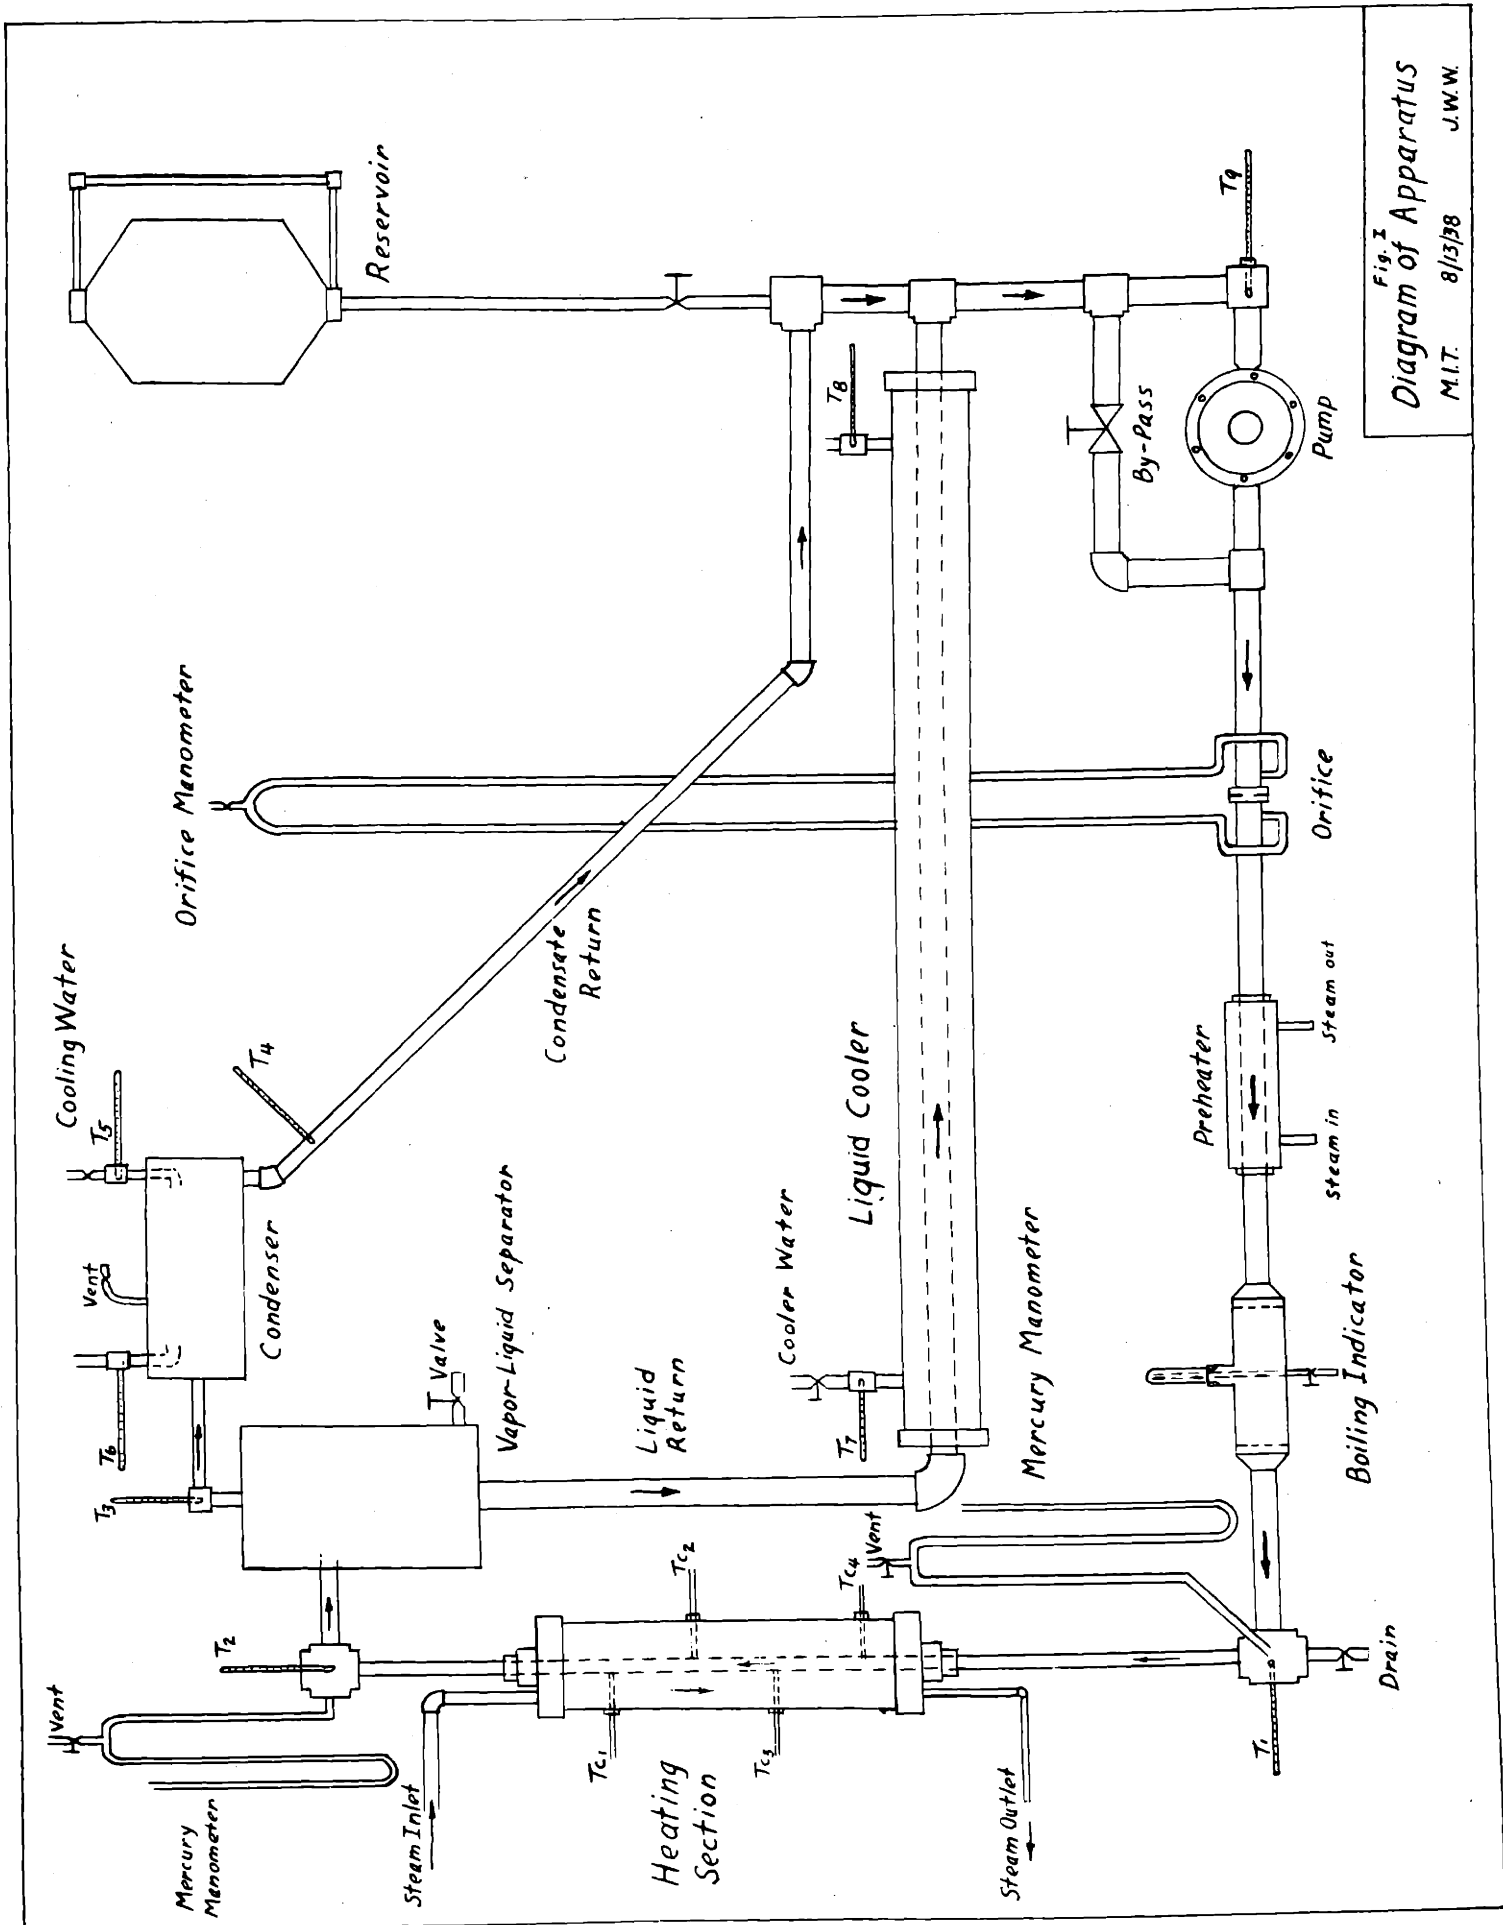 Mercury
Manometer
Vent
T2
Steam Inlet
Heating
Section
Tc1
Tc2
Tc3
Tc4
Steam Outlet
T1
Drain
T3
T6
Vent
T5
Cooling Water
Condenser
T4
Valve
Vapor-Liquid Separator
Liquid
Return
Vent
Mercury Manometer
T7
Cooler Water
Liquid Cooler
T8
Boiling Indicator
Preheater
Steam in
Steam out
Condensate
Return
Orifice Manometer
Orifice
Reservoir
By-Pass
Pump
T9
Fig. I
Diagram of Apparatus
M.I.T. 8/13/38 J.W.W.